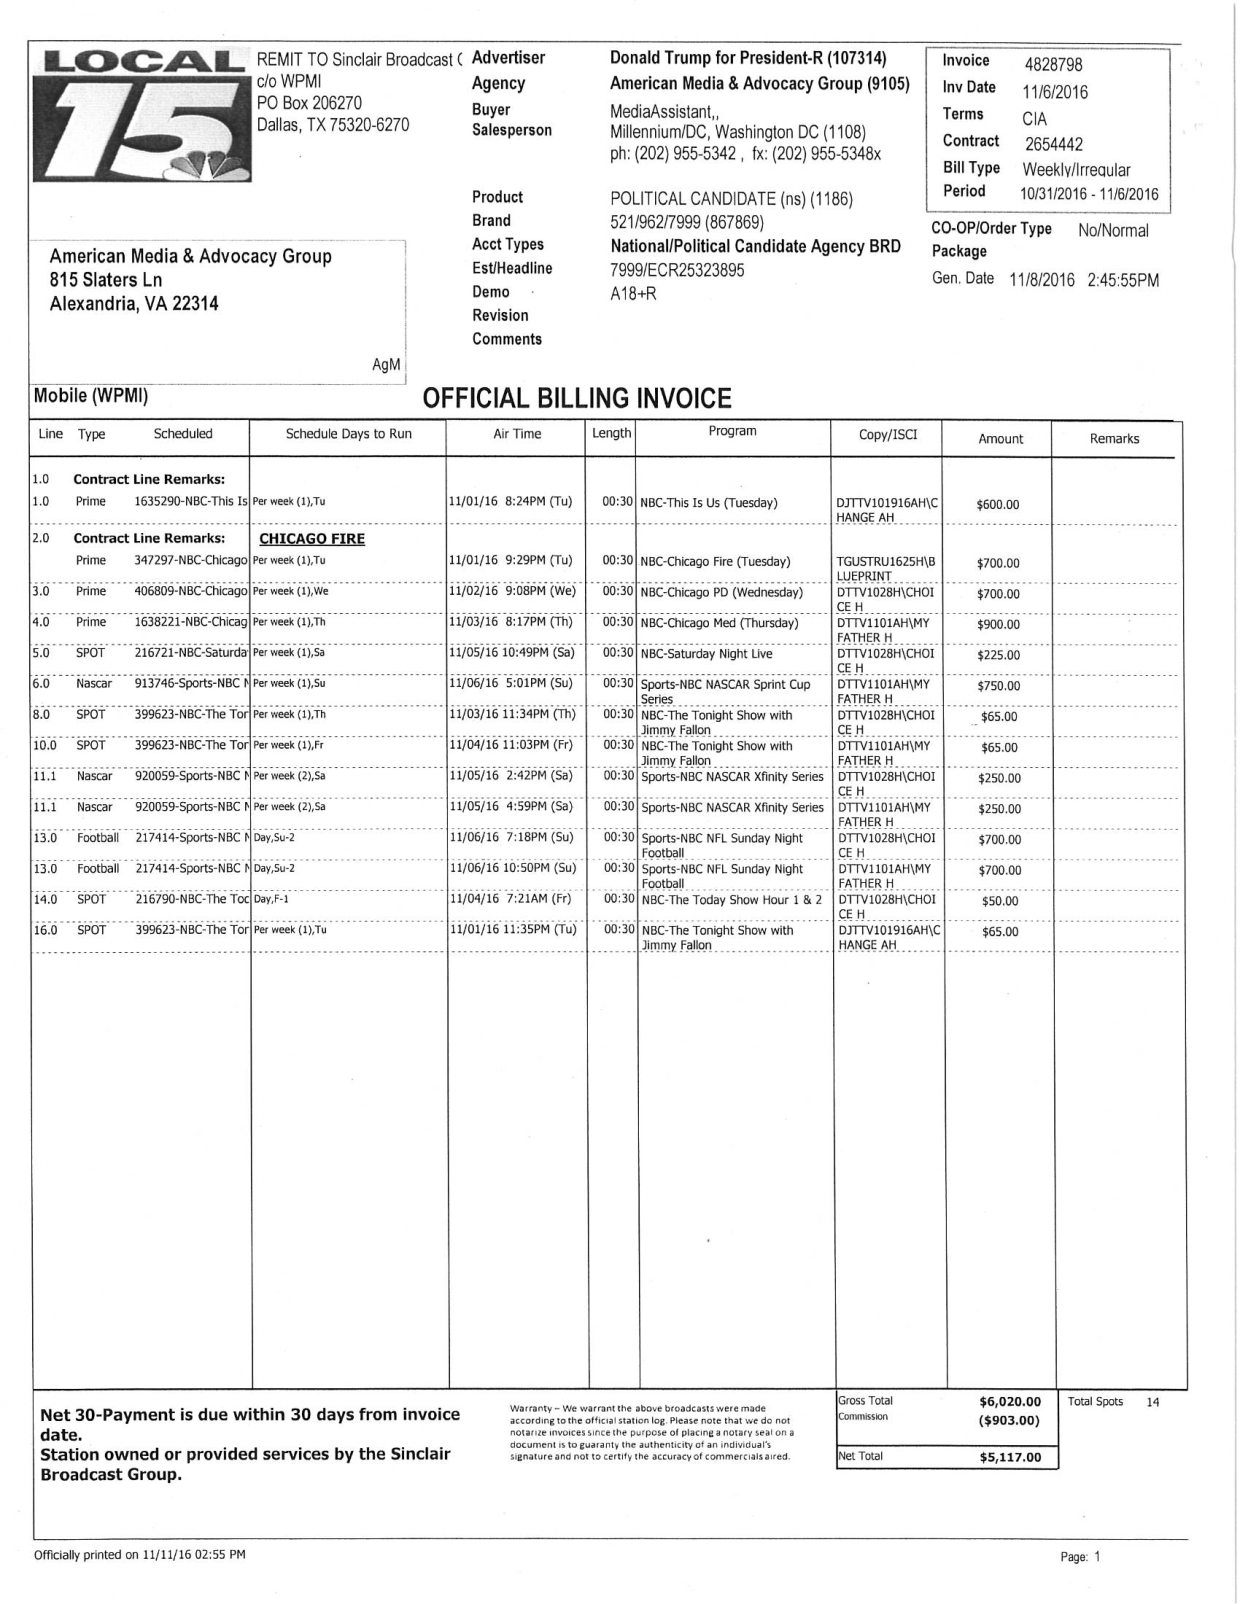 LOCAL
15
REMIT TO Sinclair Broadcast G
c/o WPMI
PO Box 206270
Dallas, TX 75320-6270
Advertiser Donald Trump for President-R (107314)
Agency American Media & Advocacy Group (9105)
Buyer MediaAssistant,,
Salesperson Millennium/DC, Washington DC (1108)
ph: (202) 955-5342 , fx: (202) 955-5348x
Product POLITICAL CANDIDATE (ns) (1186)
Brand 521/962/7999 (867869)
Acct Types National/Political Candidate Agency BRD
Est/Headline 7999/ECR25323895
Demo A18+R
Revision
Comments
Invoice 4828798
Inv Date 11/6/2016
Terms CIA
Contract 2654442
Bill Type Weekly/Irregular
Period 10/31/2016 - 11/6/2016
CO-OP/Order Type No/Normal
Package
Gen. Date 11/8/2016 2:45:55PM
American Media & Advocacy Group
815 Slaters Ln
Alexandria, VA 22314
AgM
Mobile (WPMI) OFFICIAL BILLING INVOICE
Line Type Scheduled Schedule Days to Run Air Time Length Program Copy/ISCI Amount Remarks
1.0 Contract Line Remarks:
1.0 Prime 1635290-NBC-This Is Per week (1),Tu 11/01/16 8:24PM (Tu) 00:30 NBC-This Is Us (Tuesday) DJTTV101916AH\C $600.00
HANGE AH
2.0 Contract Line Remarks: CHICAGO FIRE
Prime 347297-NBC-Chicago Per week (1),Tu 11/01/16 9:29PM (Tu) 00:30 NBC-Chicago Fire (Tuesday) TGUSTRU1625H\B $700.00
LUEPRINT
3.0 Prime 406809-NBC-Chicago Per week (1),We 11/02/16 9:08PM (We) 00:30 NBC-Chicago PD (Wednesday) DTTV1028H\CHOI $700.00
CE H
4.0 Prime 1638221-NBC-Chicag Per week (1),Th 11/03/16 8:17PM (Th) 00:30 NBC-Chicago Med (Thursday) DTTV1101AH\MY $900.00
FATHER H
5.0 SPOT 216721-NBC-Saturda Per week (1),Sa 11/05/16 10:49PM (Sa) 00:30 NBC-Saturday Night Live DTTV1028H\CHOI $225.00
CE H
6.0 Nascar 913746-Sports-NBC N Per week (1),Su 11/06/16 5:01PM (Su) 00:30 Sports-NBC NASCAR Sprint Cup DTTV1101AH\MY $750.00
Series FATHER H
8.0 SPOT 399623-NBC-The Tor Per week (1),Th 11/03/16 11:34PM (Th) 00:30 NBC-The Tonight Show with DTTV1028H\CHOI $65.00
Jimmy Fallon CE H
10.0 SPOT 399623-NBC-The Tor Per week (1),Fr 11/04/16 11:03PM (Fr) 00:30 NBC-The Tonight Show with DTTV1101AH\MY $65.00
Jimmy Fallon FATHER H
11.1 Nascar 920059-Sports-NBC N Per week (2),Sa 11/05/16 2:42PM (Sa) 00:30 Sports-NBC NASCAR Xfinity Series DTTV1028H\CHOI $250.00
CE H
11.1 Nascar 920059-Sports-NBC N Per week (2),Sa 11/05/16 4:59PM (Sa) 00:30 Sports-NBC NASCAR Xfinity Series DTTV1101AH\MY $250.00
FATHER H
13.0 Football 217414-Sports-NBC N Day,Su-2 11/06/16 7:18PM (Su) 00:30 Sports-NBC NFL Sunday Night DTTV1028H\CHOI $700.00
Football CE H
13.0 Football 217414-Sports-NBC N Day,Su-2 11/06/16 10:50PM (Su) 00:30 Sports-NBC NFL Sunday Night DTTV1101AH\MY $700.00
Football FATHER H
14.0 SPOT 216790-NBC-The Toc Day,F-1 11/04/16 7:21AM (Fr) 00:30 NBC-The Today Show Hour 1 & 2 DTTV1028H\CHOI $50.00
CE H
16.0 SPOT 399623-NBC-The Tor Per week (1),Tu 11/01/16 11:35PM (Tu) 00:30 NBC-The Tonight Show with DJTTV101916AH\C $65.00
Jimmy Fallon HANGE AH
Net 30-Payment is due within 30 days from invoice
date.
Station owned or provided services by the Sinclair
Broadcast Group.
Warranty – We warrant the above broadcasts were made
according to the official station log. Please note that we do not
notarize invoices since the purpose of placing a notary seal on a
document is to guaranty the authenticity of an individual's
signature and not to certify the accuracy of commercials aired.
Gross Total $6,020.00 Total Spots 14
Commission ($903.00)
Net Total $5,117.00
Officially printed on 11/11/16 02:55 PM Page: 1